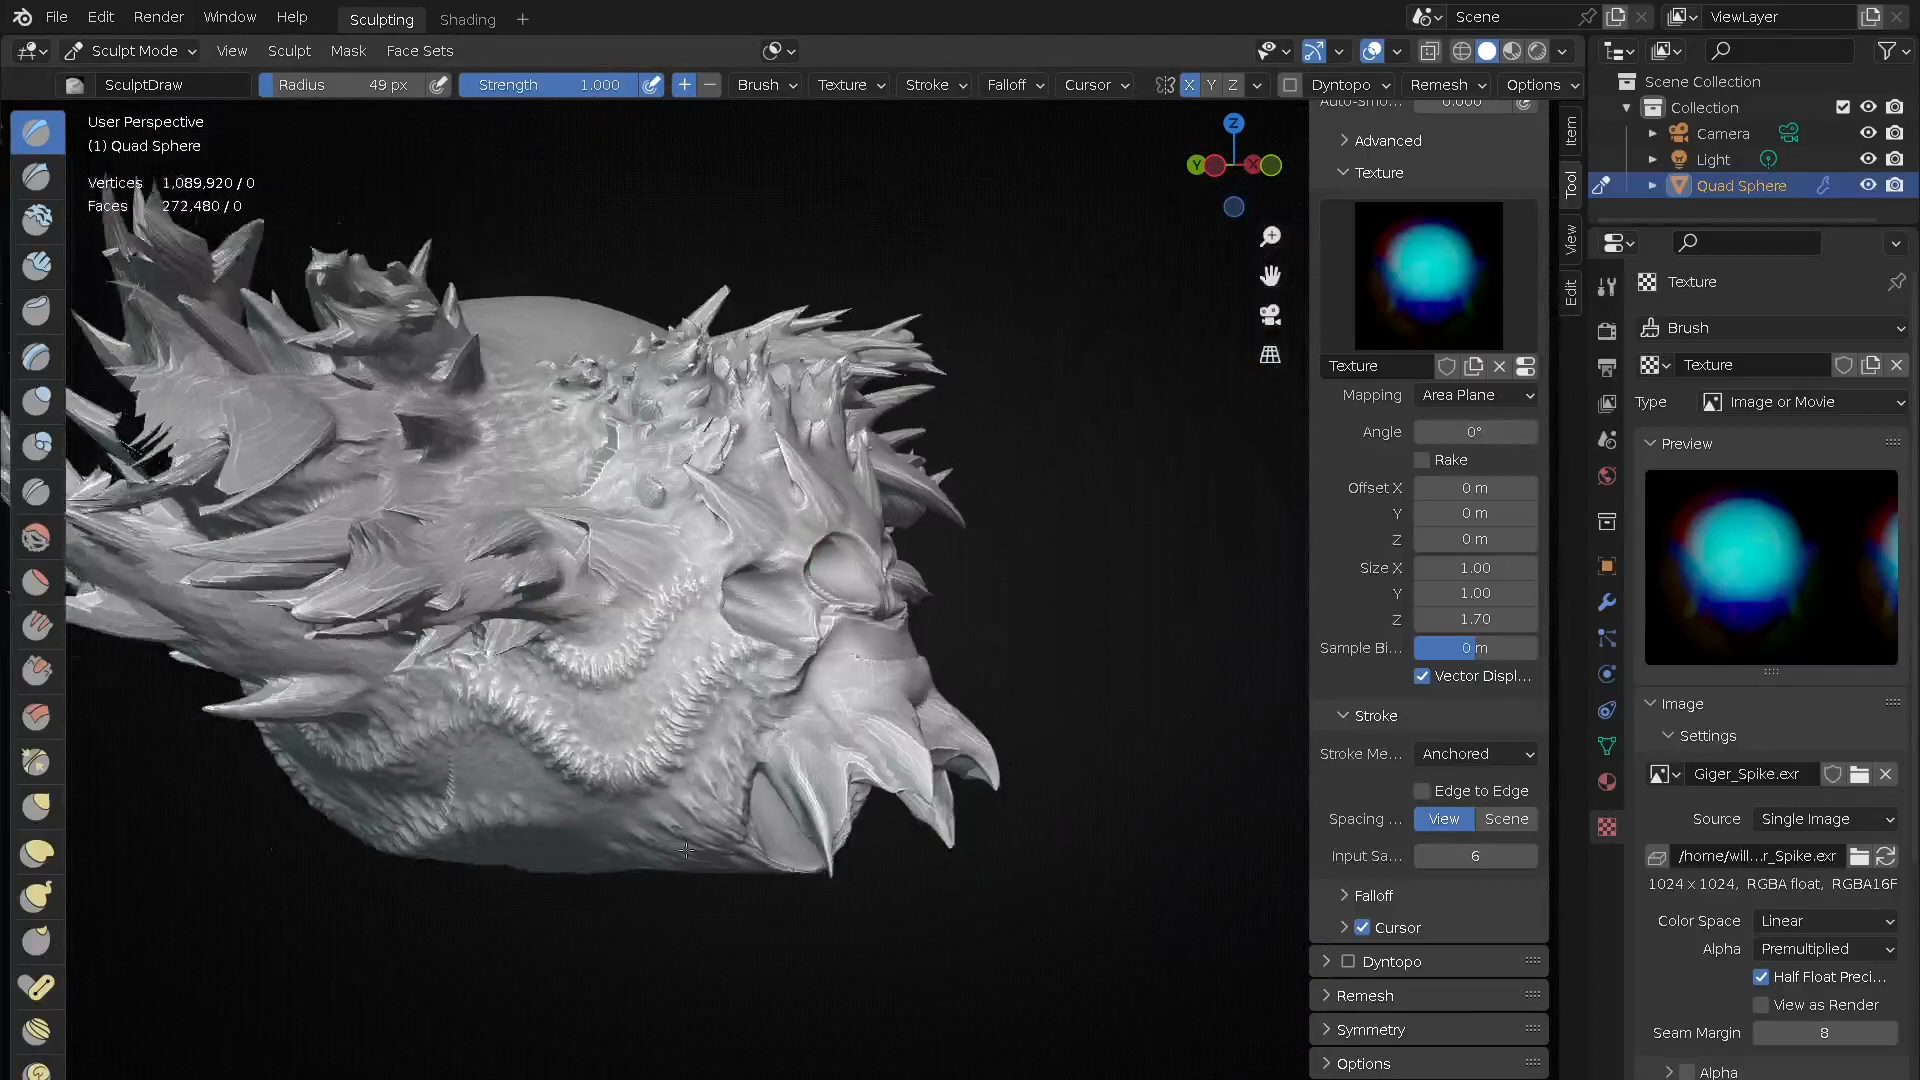 File Edit Render Window Help Sculpting Shading + Scene ViewLayer
Sculpt Mode View Sculpt Mask Face Sets
SculptDraw Radius 49 px Strength 1.000 Brush Texture Stroke Falloff Cursor X Y Z Dyntopo Remesh Options
User Perspective
(1) Quad Sphere
Vertices 1,089,920 / 0
Faces 272,480 / 0
Z
Y X
Auto-Smo... 0.000
Advanced
Texture
Texture
Mapping Area Plane
Angle 0°
Rake
Offset X 0 m
Y 0 m
Z 0 m
Size X 1.00
Y 1.00
Z 1.70
Sample Bi... 0 m
Vector Displ...
Stroke
Stroke Me... Anchored
Edge to Edge
Spacing ... View Scene
Input Sa... 6
Falloff
Cursor
Dyntopo
Remesh
Symmetry
Options
Item
Tool
View
Edit
Scene Collection
Collection
Camera
Light
Quad Sphere
Texture
Brush
Texture
Type Image or Movie
Preview
Image
Settings
Giger_Spike.exr
Source Single Image
/home/will...r_Spike.exr
1024 x 1024, RGBA float, RGBA16F
Color Space Linear
Alpha Premultiplied
Half Float Preci...
View as Render
Seam Margin 8
Alpha